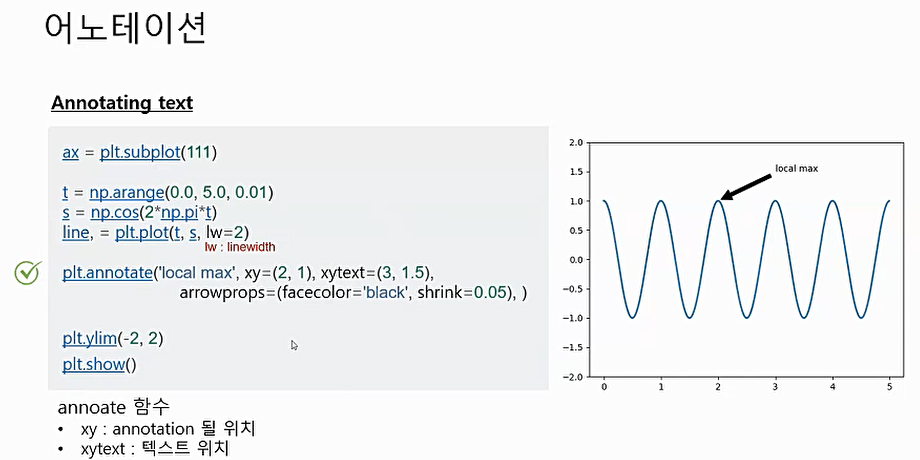 어노테이션
Annotating text
ax = plt.subplot(111)
t = np.arange(0.0, 5.0, 0.01)
s = np.cos(2*np.pi*t)
line, = plt.plot(t, s, lw=2)
lw : linewidth
plt.annotate('local max', xy=(2, 1), xytext=(3, 1.5),
arrowprops=(facecolor='black', shrink=0.05), )
plt.ylim(-2, 2)
plt.show()
annoate 함수
• xy : annotation 될 위치
• xytext : 텍스트 위치
2.0
1.5
1.0
0.5
0.0
−0.5
−1.0
−1.5
−2.0
local max
0 1 2 3 4 5